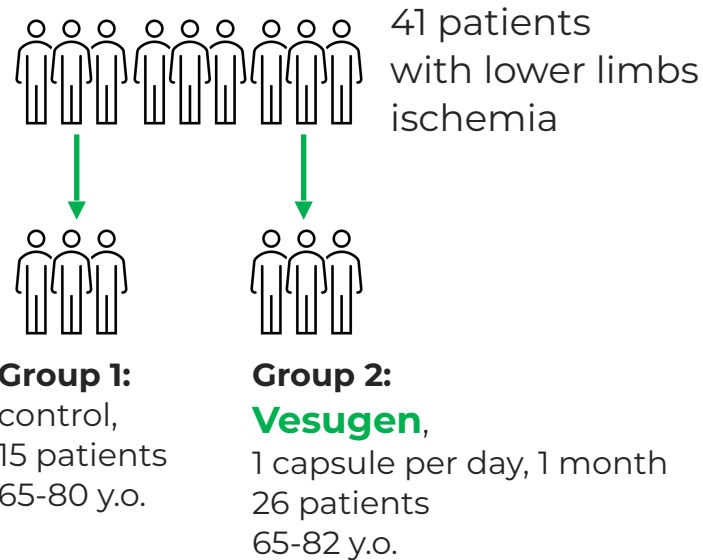 41 patients
with lower limbs
ischemia
Group 1:
control,
15 patients
65-80 y.o.
Group 2:
Vesugen,
1 capsule per day, 1 month
26 patients
65-82 y.o.